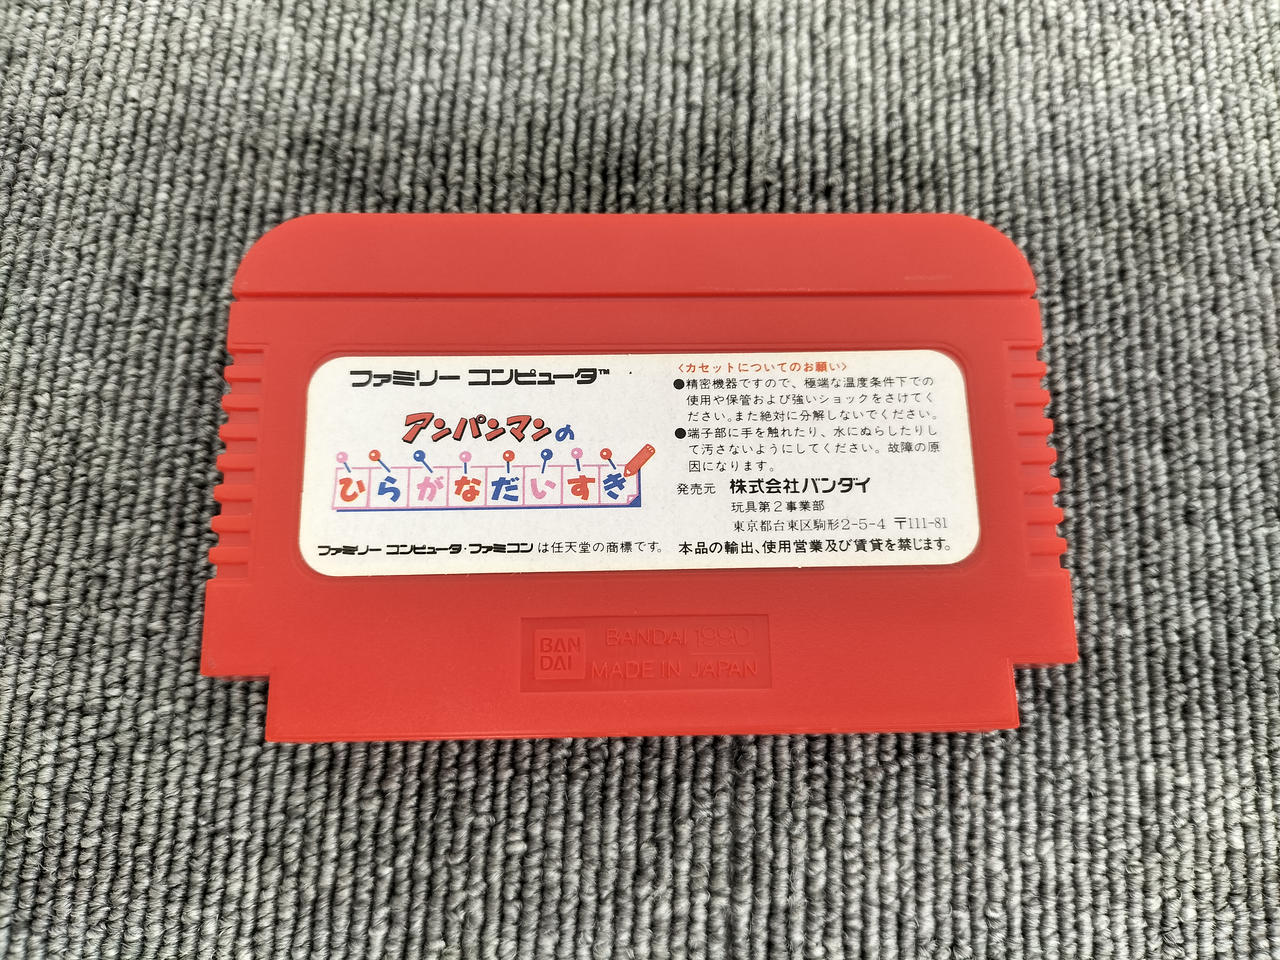 ファミリー コンピュータ™
アンパンマンの
ひらがなだいすき
ファミリー コンピュータ・ファミコンは任天堂の商標です。
〈カセットについてのお願い〉
●精密機器ですので、極端な温度条件下での
使用や保管および強いショックをさけてく
ださい。また絶対に分解しないでください。
●端子部に手を触れたり、水にぬらしたりし
て汚さないようにしてください。故障の原
因になります。
発売元 株式会社バンダイ
玩具第2事業部
東京都台東区駒形2-5-4 〒111-81
本品の輸出、使用営業及び賃貸を禁じます。
BAN
DAI
BANDAI 1990
MADE IN JAPAN